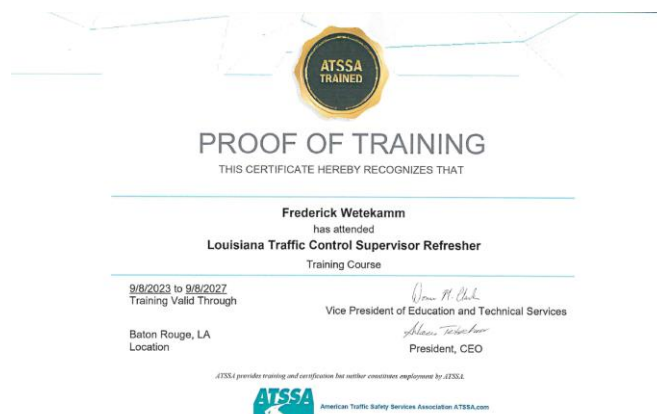 ATSSA
TRAINED
PROOF OF TRAINING
THIS CERTIFICATE HEREBY RECOGNIZES THAT
Frederick Wetekamm
has attended
Louisiana Traffic Control Supervisor Refresher
Training Course
9/8/2023 to 9/8/2027
Training Valid Through
Vice President of Education and Technical Services
Baton Rouge, LA
Location
President, CEO
ATSSA provides training and certification but neither constitutes employment by ATSSA.
ATSSA
American Traffic Safety Services Association ATSSA.com